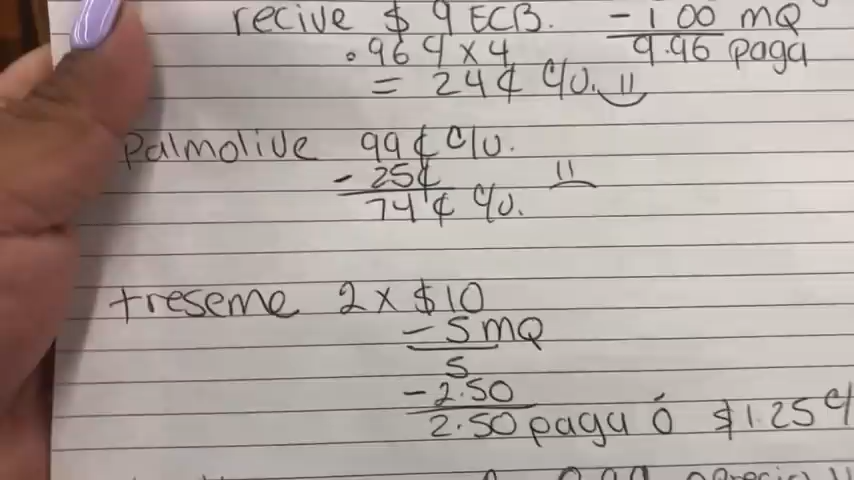 recive $9 ECB. - 1 00 MQ
.964 x 4 9.96 paga
= 24¢ c/u.
palmolive 99¢ c/u.
- 25¢
74¢ c/u.
treseme 2 x $10
- 5 MQ
5
- 2.50
2.50 paga ó $1.25 c/